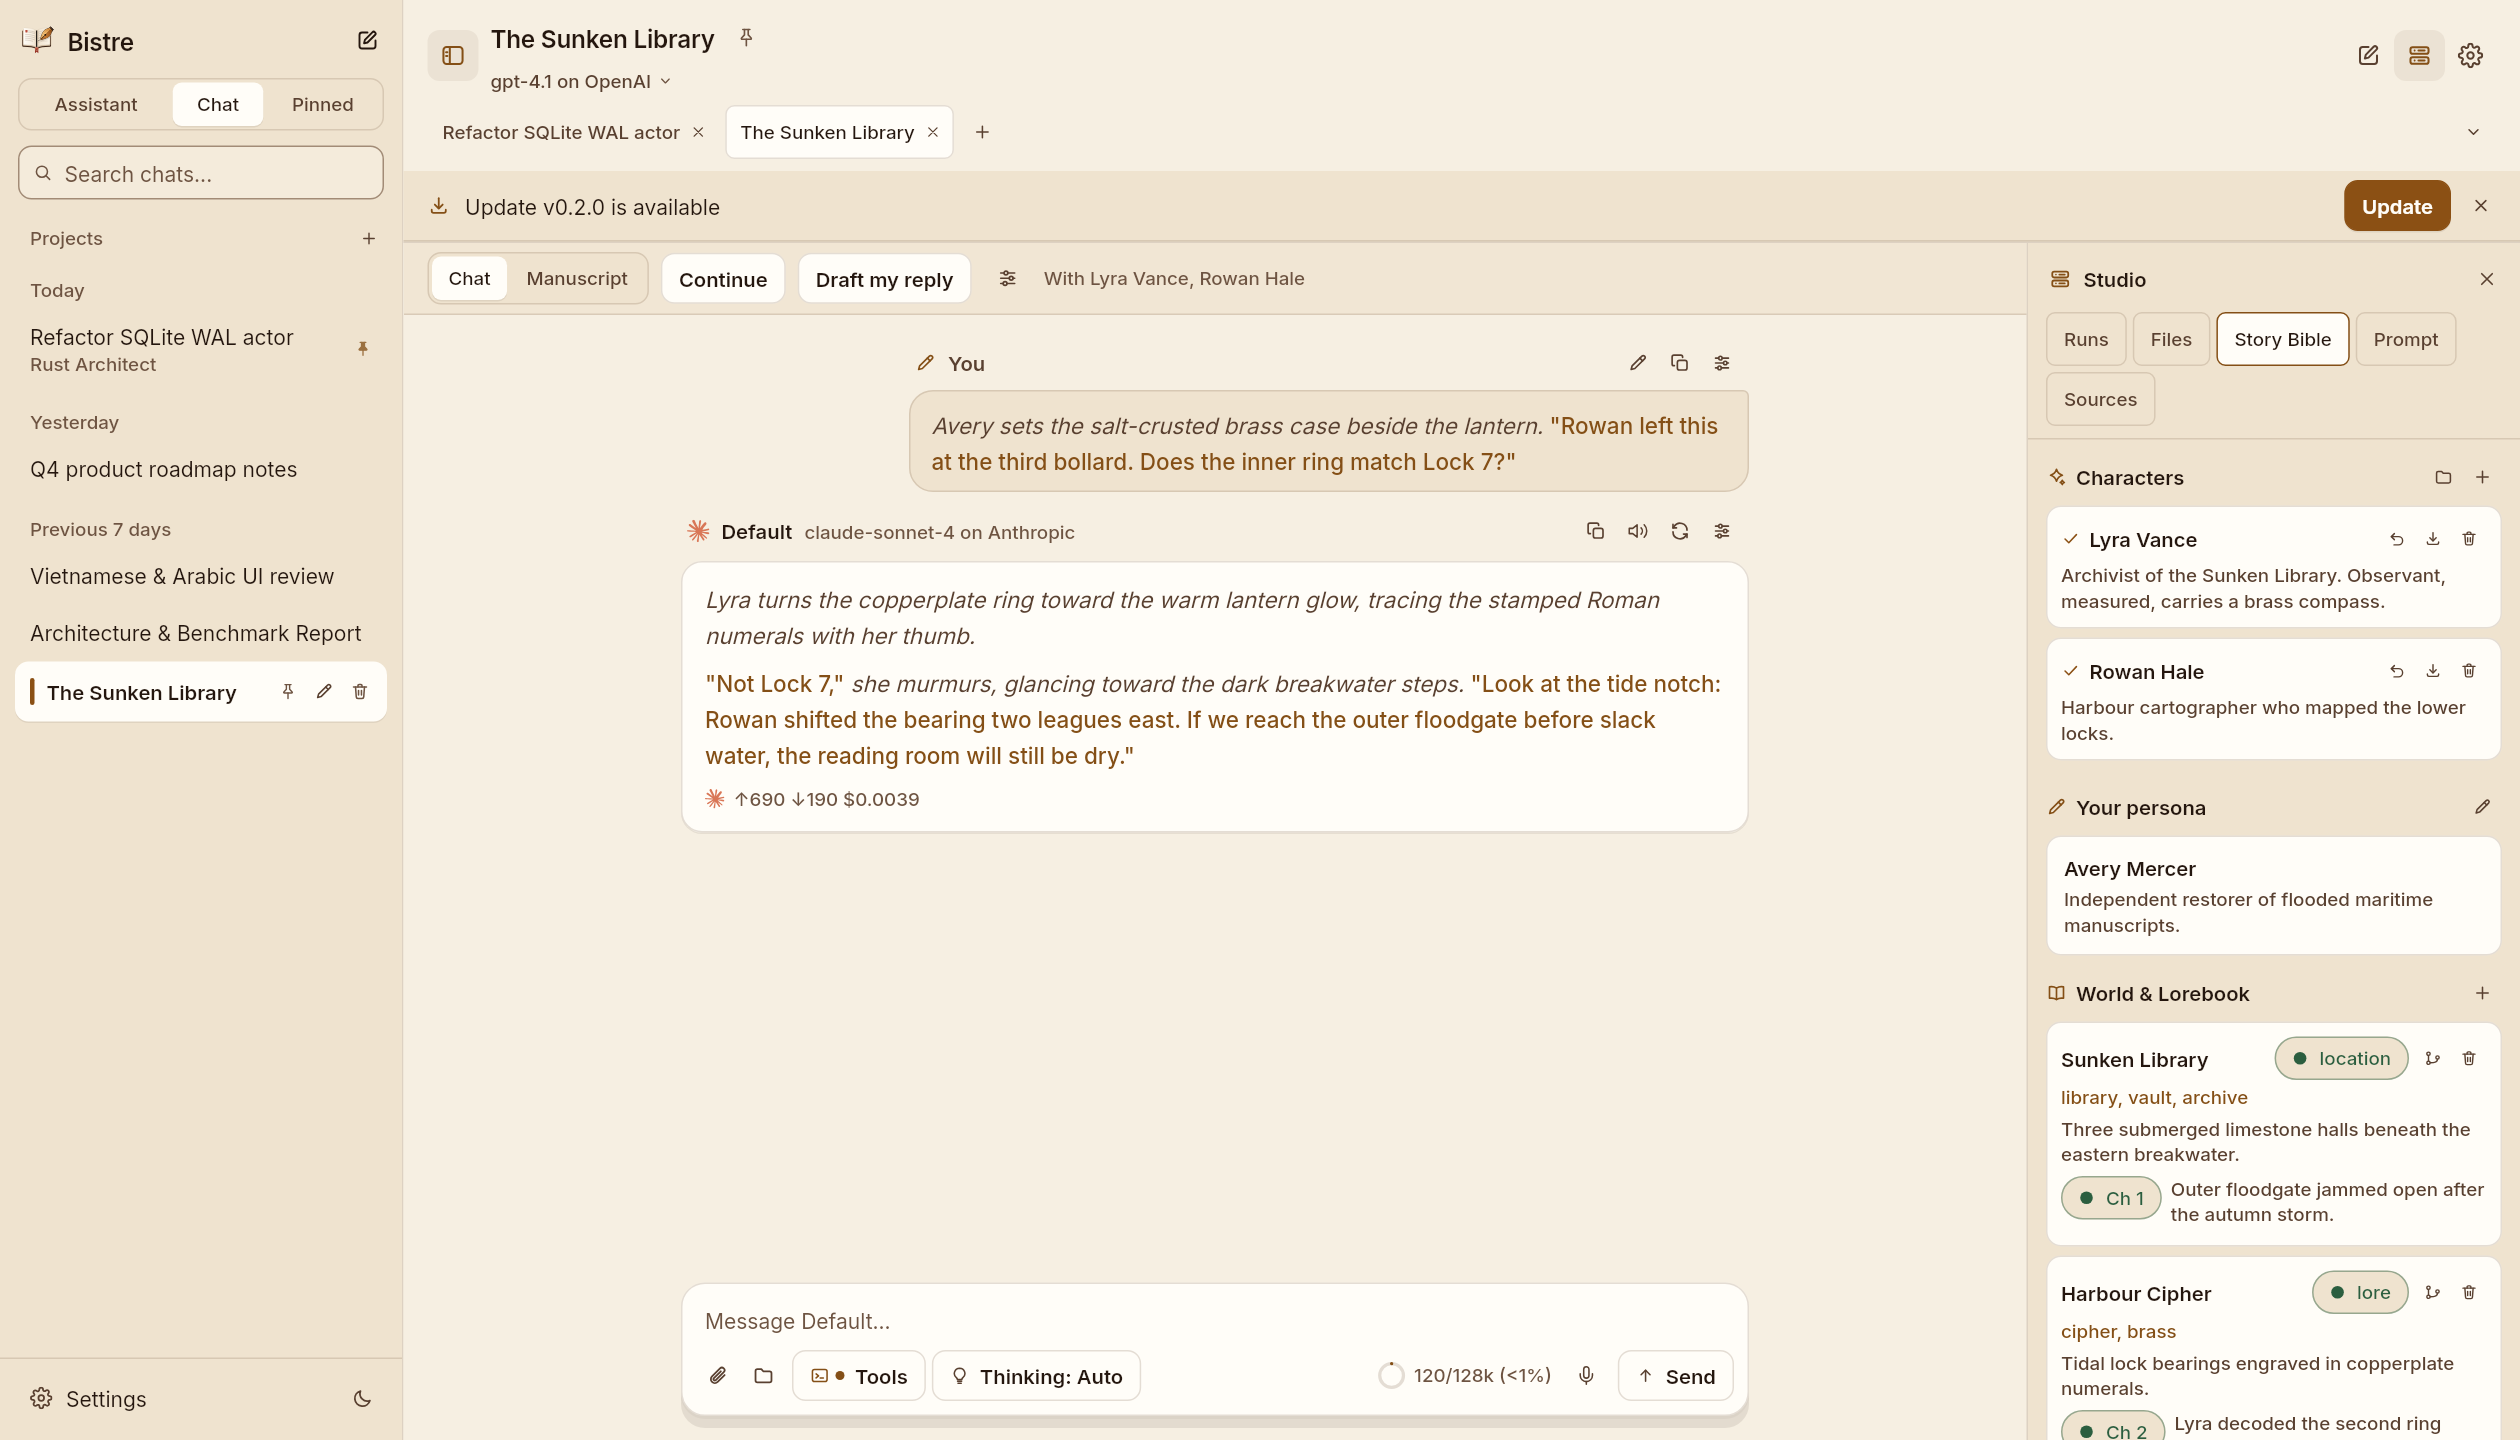 Bistre
Assistant
Chat
Pinned
Search chats...
Projects
Today
Refactor SQLite WAL actor
Rust Architect
Yesterday
Q4 product roadmap notes
Previous 7 days
Vietnamese & Arabic UI review
Architecture & Benchmark Report
The Sunken Library
Settings
The Sunken Library
gpt-4.1 on OpenAI
Refactor SQLite WAL actor
The Sunken Library
Update v0.2.0 is available
Update
Chat
Manuscript
Continue
Draft my reply
With Lyra Vance, Rowan Hale
You
Avery sets the salt-crusted brass case beside the lantern. "Rowan left this
at the third bollard. Does the inner ring match Lock 7?"
Default claude-sonnet-4 on Anthropic
Lyra turns the copperplate ring toward the warm lantern glow, tracing the stamped Roman
numerals with her thumb.
"Not Lock 7," she murmurs, glancing toward the dark breakwater steps. "Look at the tide notch:
Rowan shifted the bearing two leagues east. If we reach the outer floodgate before slack
water, the reading room will still be dry."
↑690 ↓190 $0.0039
Message Default...
Tools
Thinking: Auto
120/128k (<1%)
Send
Studio
Runs
Files
Story Bible
Prompt
Sources
Characters
Lyra Vance
Archivist of the Sunken Library. Observant,
measured, carries a brass compass.
Rowan Hale
Harbour cartographer who mapped the lower
locks.
Your persona
Avery Mercer
Independent restorer of flooded maritime
manuscripts.
World & Lorebook
Sunken Library
location
library, vault, archive
Three submerged limestone halls beneath the
eastern breakwater.
Ch 1
Outer floodgate jammed open after
the autumn storm.
Harbour Cipher
lore
cipher, brass
Tidal lock bearings engraved in copperplate
numerals.
Ch 2
Lyra decoded the second ring